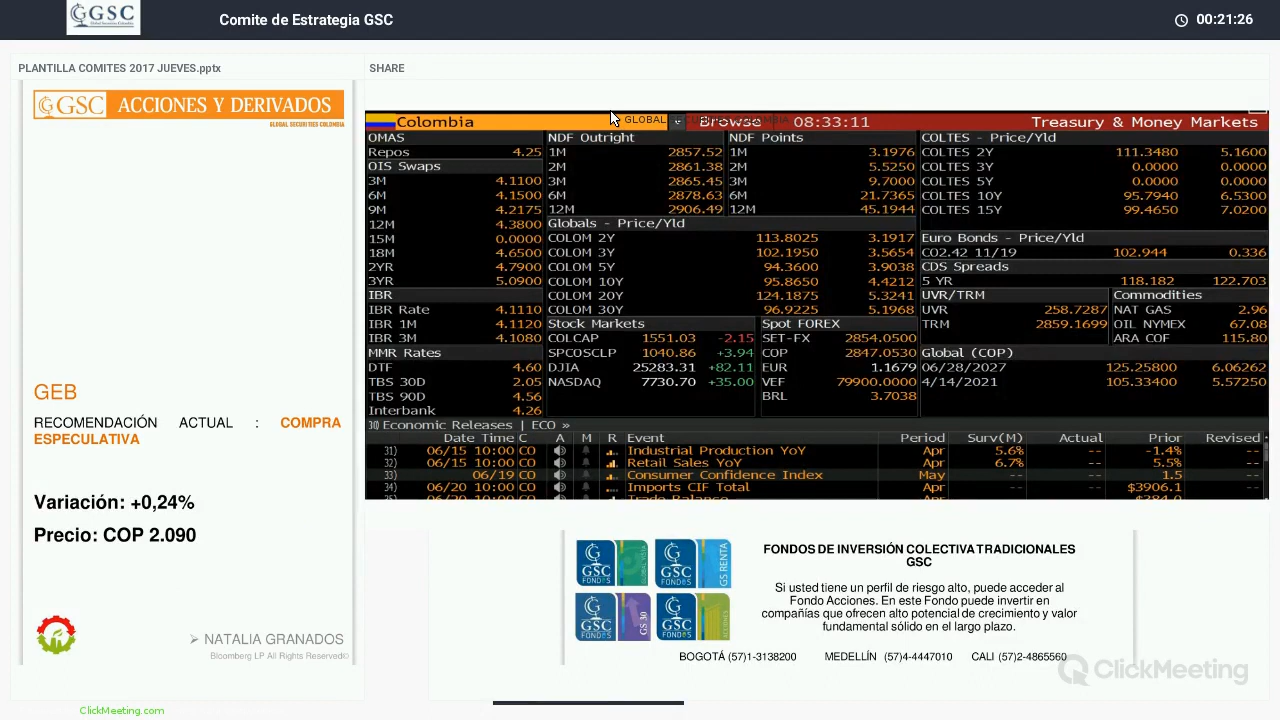 GSC
Comite de Estrategia GSC
00:21:26
PLANTILLA COMITES 2017 JUEVES.pptx
SHARE
GSC ACCIONES Y DERIVADOS
GLOBAL SECURITIES COLOMBIA
GEB
RECOMENDACIÓN ACTUAL : COMPRA
ESPECULATIVA
Variación: +0,24%
Precio: COP 2.090
NATALIA GRANADOS
Bloomberg LP All Rights Reserved©
ClickMeeting.com
Colombia Browse 08:33:11 Treasury & Money Markets
OMAS
Repos 4.25
OIS Swaps
3M 4.1100
6M 4.1500
9M 4.2175
12M 4.3800
15M 0.0000
18M 4.6500
2YR 4.7900
3YR 5.0900
IBR
IBR Rate 4.1110
IBR 1M 4.1120
IBR 3M 4.1080
MMR Rates
DTF 4.60
TBS 30D 2.05
TBS 90D 4.56
Interbank 4.26
NDF Outright
1M 2857.52
2M 2861.38
3M 2865.45
6M 2878.63
12M 2906.49
NDF Points
1M 3.1976
2M 5.5250
3M 9.7000
6M 21.7365
12M 45.1944
Globals - Price/Yld
COLOM 2Y 113.8025 3.1917
COLOM 3Y 102.1950 3.5654
COLOM 5Y 94.3600 3.9038
COLOM 10Y 95.8650 4.4212
COLOM 20Y 124.1875 5.3241
COLOM 30Y 96.9225 5.1968
Stock Markets
COLCAP 1551.03 -2.15
SPCOSCLP 1040.86 +3.94
DJIA 25283.31 +82.11
NASDAQ 7730.70 +35.00
Spot FOREX
SET-FX 2854.0500
COP 2847.0530
EUR 1.1679
VEF 79900.0000
BRL 3.7038
COLTES - Price/Yld
COLTES 2Y 111.3480 5.1600
COLTES 3Y 0.0000 0.0000
COLTES 5Y 0.0000 0.0000
COLTES 10Y 95.7940 6.5300
COLTES 15Y 99.4650 7.0200
Euro Bonds - Price/Yld
CO2.42 11/19 102.944 0.336
CDS Spreads
5 YR 118.182 122.703
UVR/TRM
UVR 258.7287
TRM 2859.1699
Commodities
NAT GAS 2.96
OIL NYMEX 67.08
ARA COF 115.80
Global (COP)
06/28/2027 125.25800 6.06262
4/14/2021 105.33400 5.57250
30) Economic Releases | ECO »
Date Time C A M R Event Period Surv(M) Actual Prior Revised
31) 06/15 10:00 CO Industrial Production YoY Apr 5.6% -- -1.4% --
32) 06/15 10:00 CO Retail Sales YoY Apr 6.7% -- 5.5% --
33) 06/19 CO Consumer Confidence Index May -- -- 1.5 --
34) 06/20 10:00 CO Imports CIF Total Apr -- -- $3906.1 --
GSC FONDOS
GSC FONDOS GS RENTA
GSC FONDOS GS 30
GSC FONDOS ACCIONES
FONDOS DE INVERSIÓN COLECTIVA TRADICIONALES
GSC
Si usted tiene un perfil de riesgo alto, puede acceder al
Fondo Acciones. En este Fondo puede invertir en
compañías que ofrecen alto potencial de crecimiento y valor
fundamental sólido en el largo plazo.
BOGOTÁ (57)1-3138200 MEDELLÍN (57)4-4447010 CALI (57)2-4865560
ClickMeeting